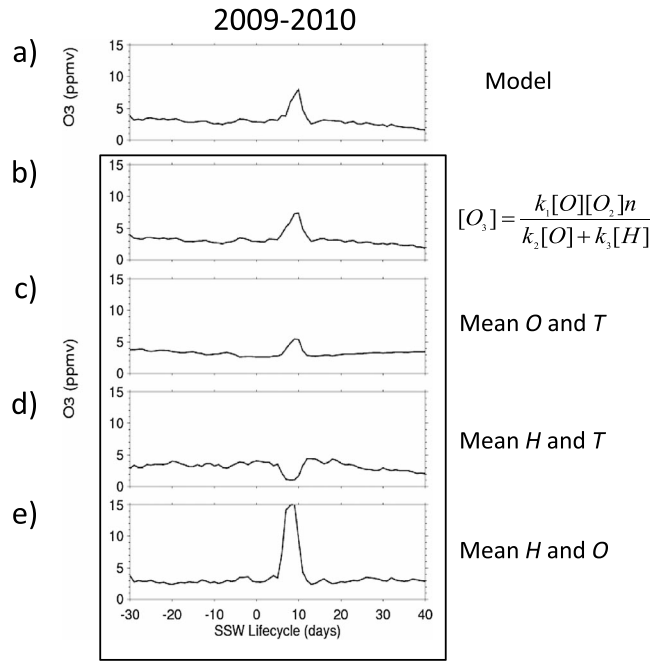 2009-2010
a)
O3 (ppmv)
15
10
5
0
Model
b)
15
10
5
0
[O₃] = k₁[O][O₂]n / k₂[O] + k₃[H]
c)
15
10
5
0
Mean O and T
O3 (ppmv)
d)
15
10
5
0
Mean H and T
e)
15
10
5
0
Mean H and O
-30 -20 -10 0 10 20 30 40
SSW Lifecycle (days)